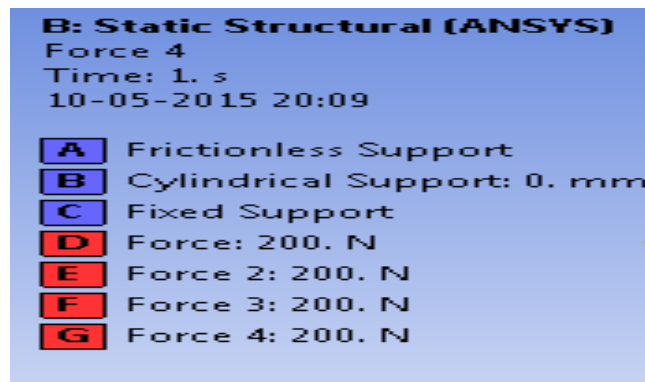 B: Static Structural (ANSYS)
Force 4
Time: 1. s
10-05-2015 20:09
A Frictionless Support
B Cylindrical Support: 0. mm
C Fixed Support
D Force: 200. N
E Force 2: 200. N
F Force 3: 200. N
G Force 4: 200. N